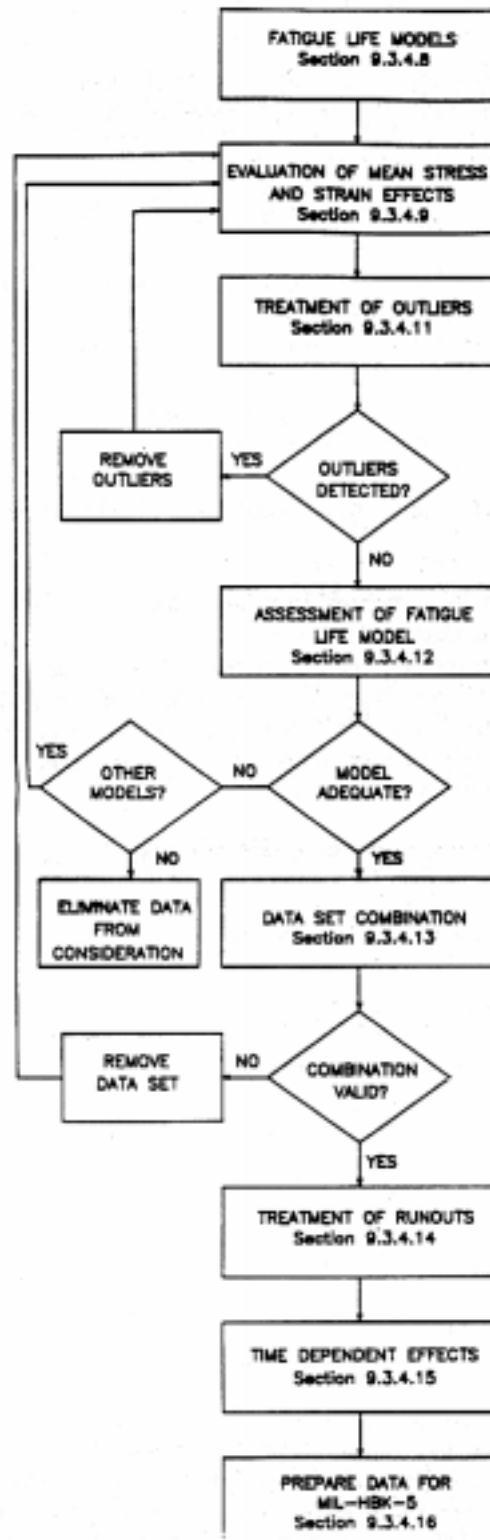 FATIGUE LIFE MODELS
Section 9.3.4.8
EVALUATION OF MEAN STRESS
AND STRAIN EFFECTS
Section 9.3.4.9
TREATMENT OF OUTLIERS
Section 9.3.4.11
REMOVE
OUTLIERS
YES
OUTLIERS
DETECTED?
NO
ASSESSMENT OF FATIGUE
LIFE MODEL
Section 9.3.4.12
YES
OTHER
MODELS?
NO
MODEL
ADEQUATE?
NO
YES
ELIMINATE DATA
FROM
CONSIDERATION
DATA SET COMBINATION
Section 9.3.4.13
REMOVE
DATA SET
NO
COMBINATION
VALID?
YES
TREATMENT OF RUNOUTS
Section 9.3.4.14
TIME DEPENDENT EFFECTS
Section 9.3.4.15
PREPARE DATA FOR
MIL-HBK-5
Section 9.3.4.16